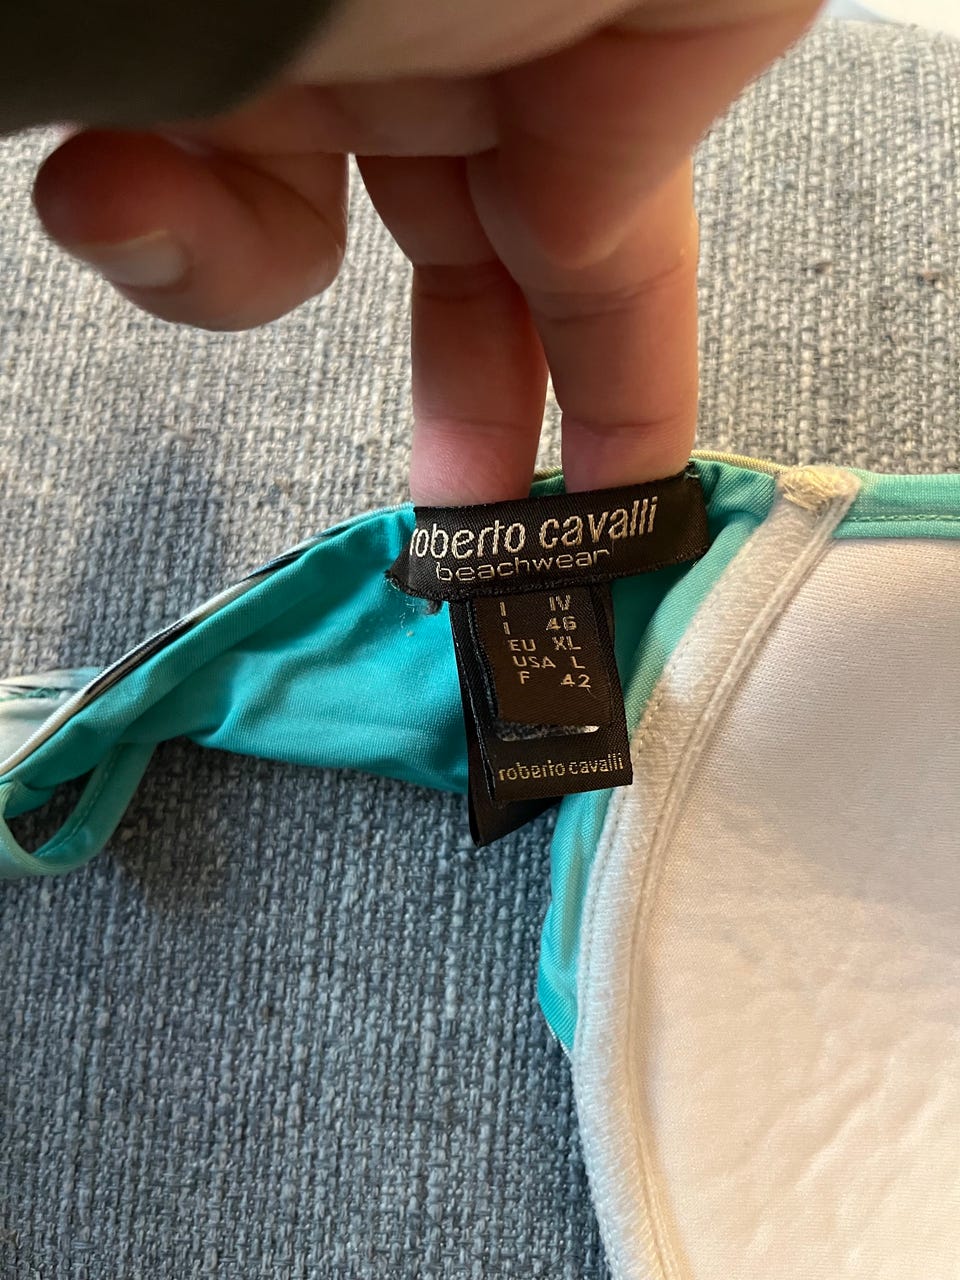 roberto cavalli
beachwear
I IV
I 46
EU XL
USA L
F 42
roberto cavalli